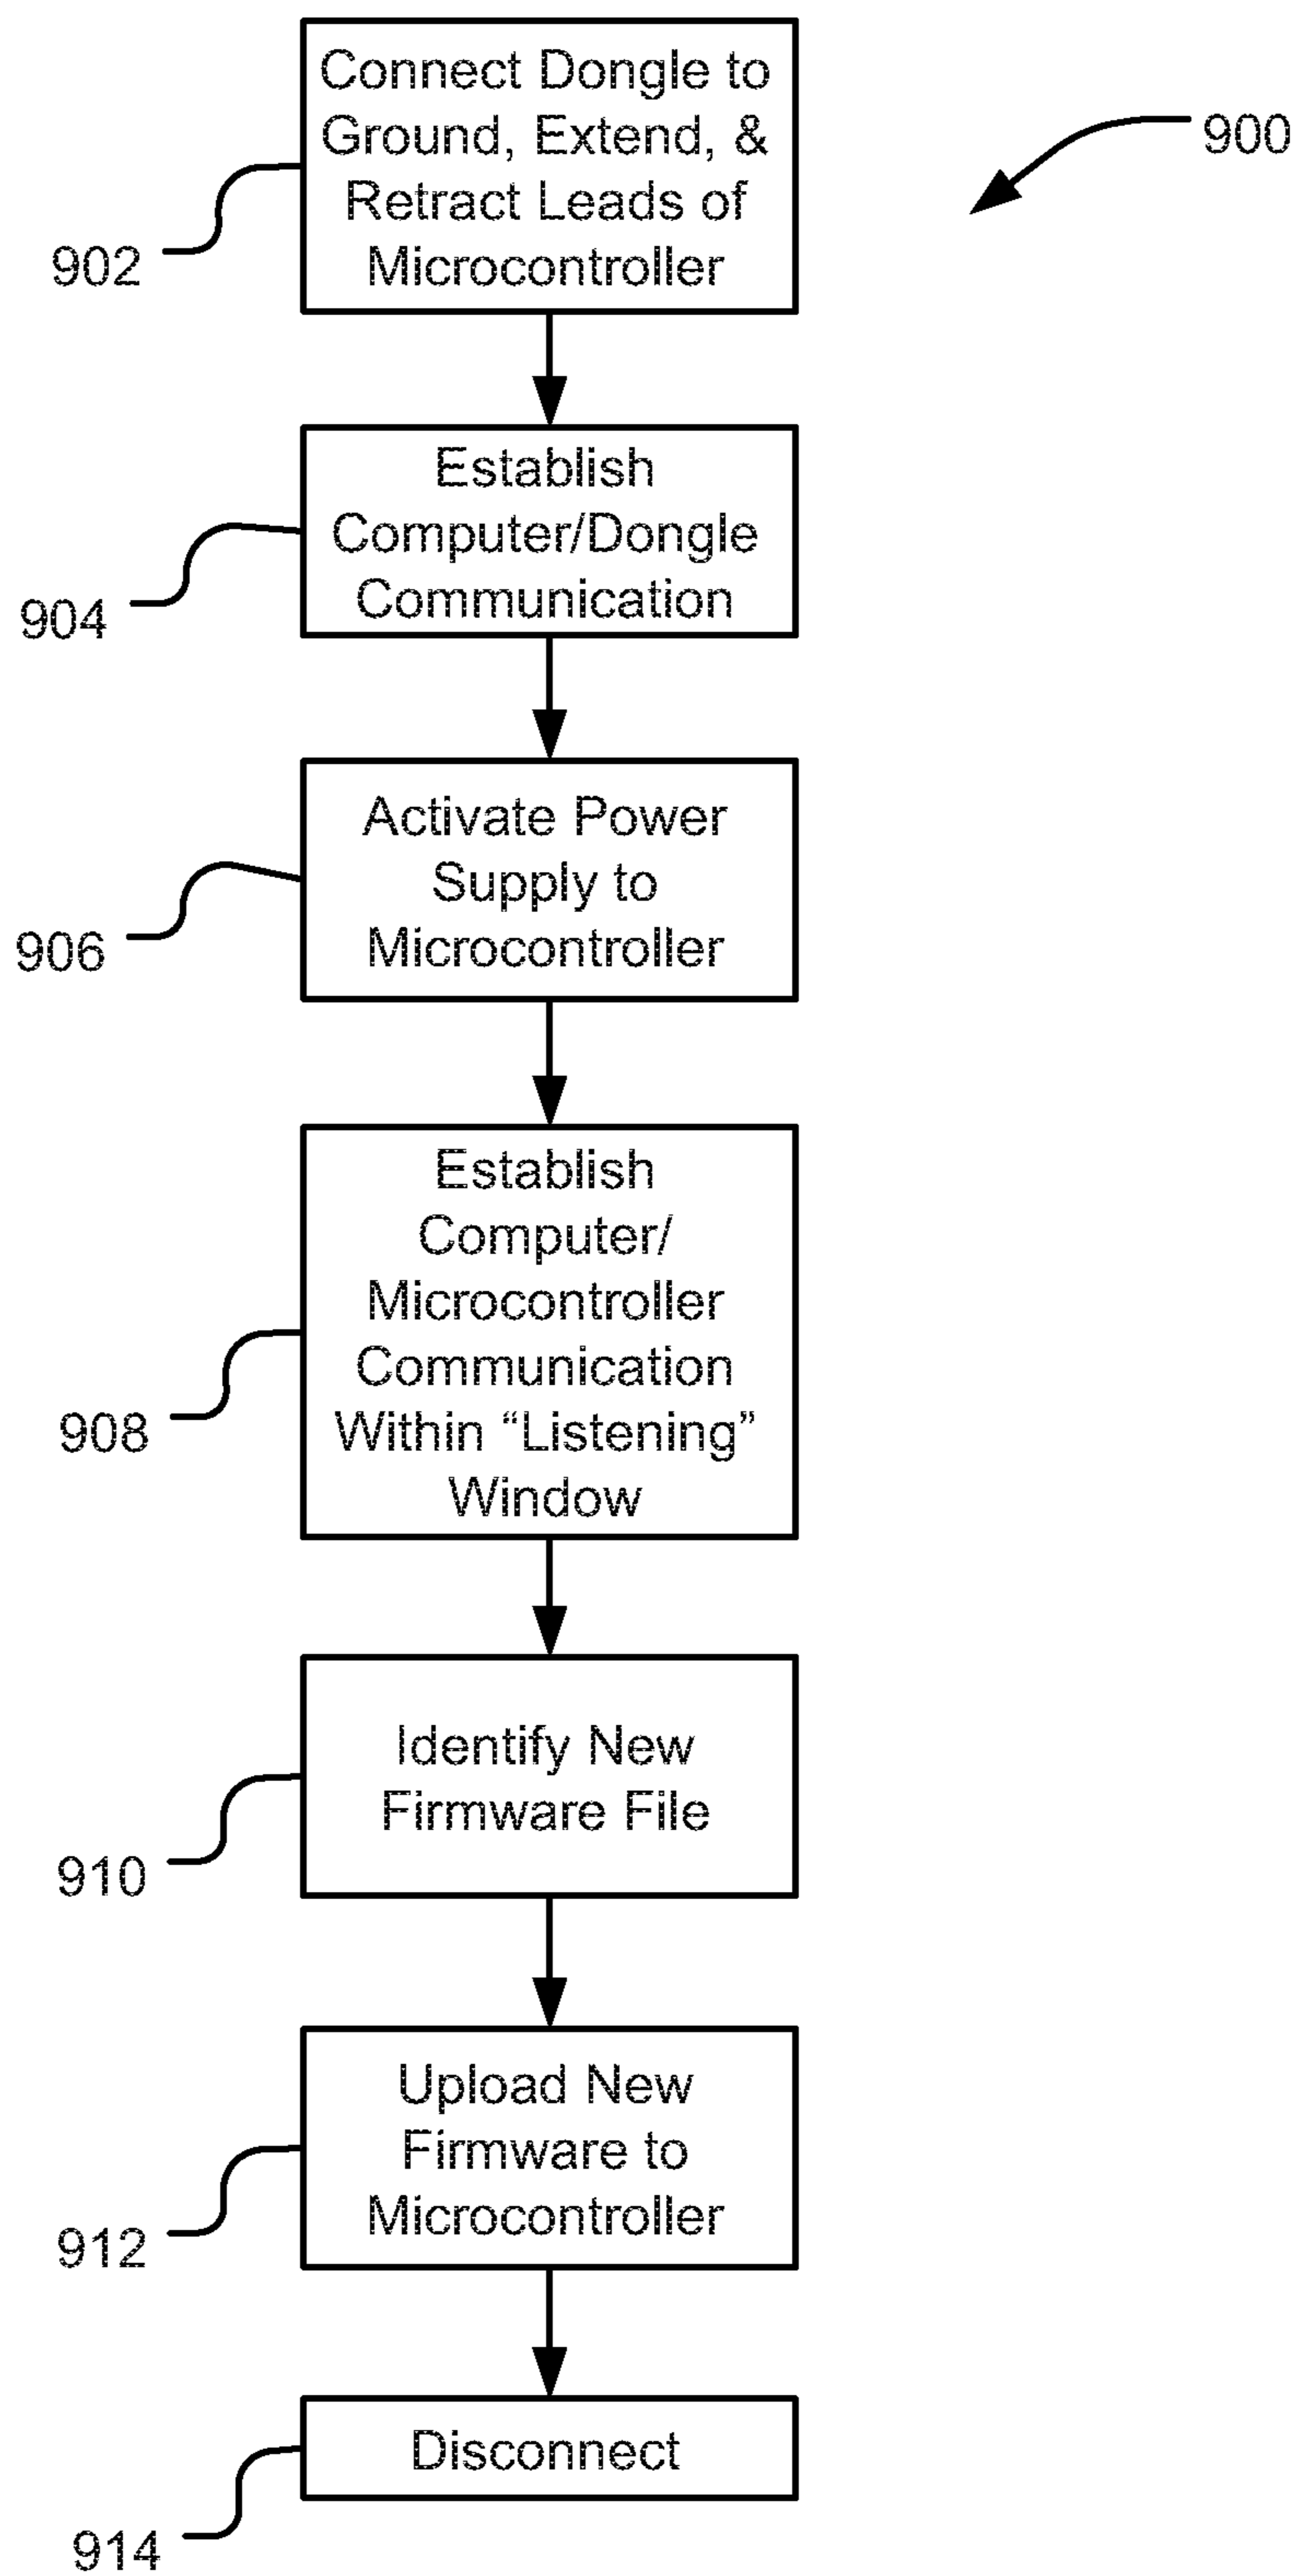 Connect Dongle to
Ground, Extend, &
Retract Leads of
Microcontroller
900
902
Establish
Computer/Dongle
Communication
904
Activate Power
Supply to
Microcontroller
906
Establish
Computer/
Microcontroller
Communication
Within “Listening”
Window
908
Identify New
Firmware File
910
Upload New
Firmware to
Microcontroller
912
Disconnect
914